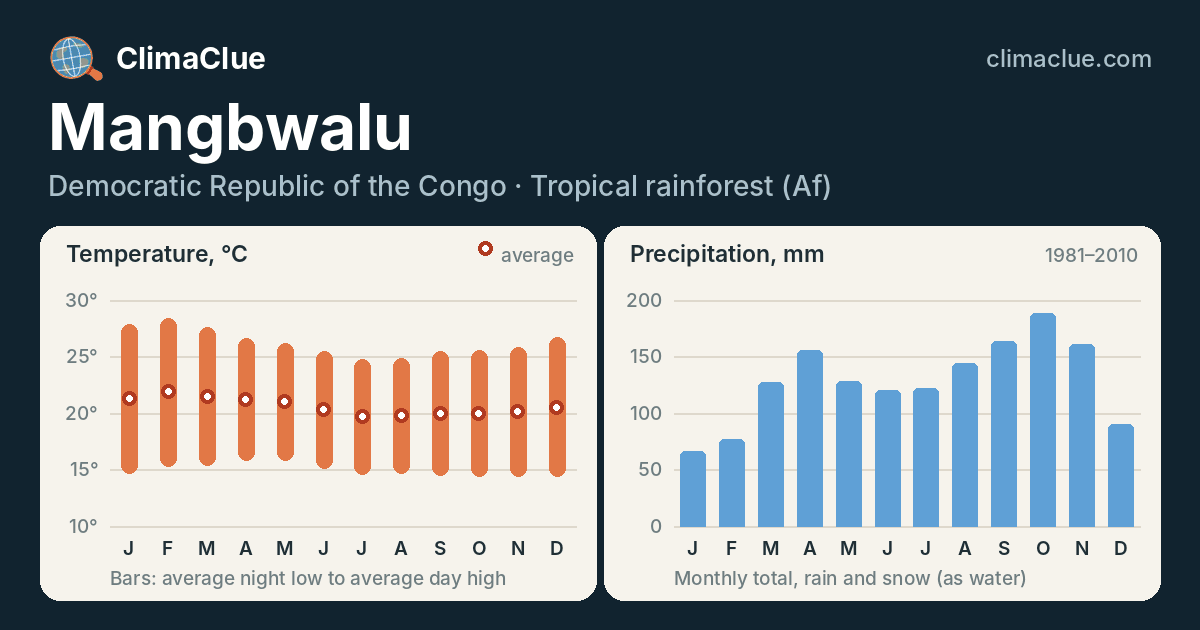 ClimaClue
climaclue.com
Mangbwalu
Democratic Republic of the Congo · Tropical rainforest (Af)
Temperature, °C
average
30°
25°
20°
15°
10°
J F M A M J J A S O N D
Bars: average night low to average day high
Precipitation, mm
1981–2010
200
150
100
50
0
J F M A M J J A S O N D
Monthly total, rain and snow (as water)